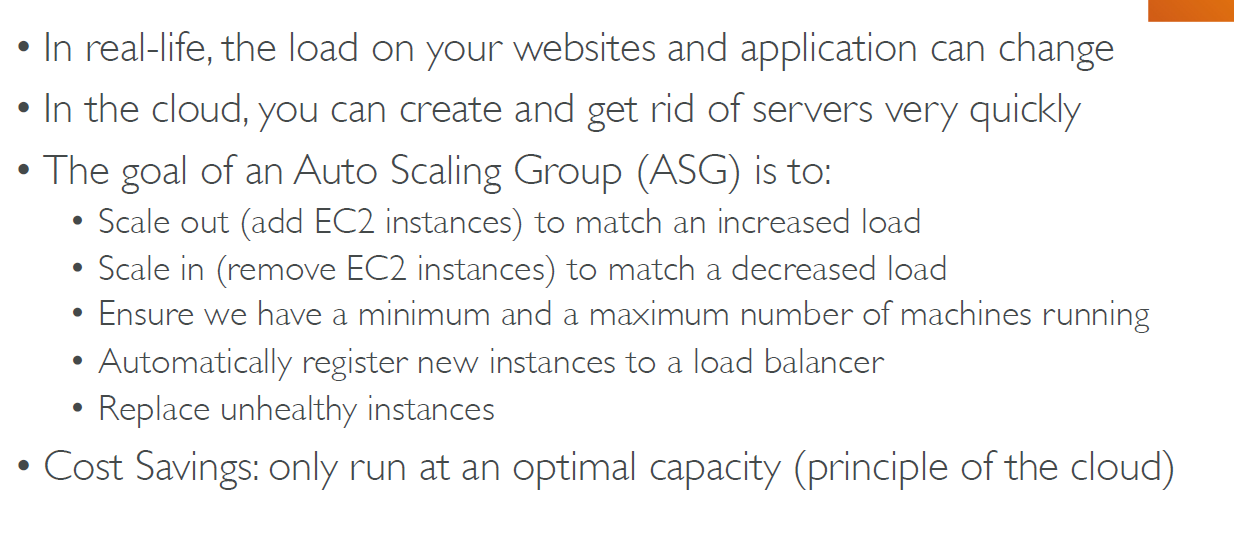 • In real-life, the load on your websites and application can change
• In the cloud, you can create and get rid of servers very quickly
• The goal of an Auto Scaling Group (ASG) is to:
• Scale out (add EC2 instances) to match an increased load
• Scale in (remove EC2 instances) to match a decreased load
• Ensure we have a minimum and a maximum number of machines running
• Automatically register new instances to a load balancer
• Replace unhealthy instances
• Cost Savings: only run at an optimal capacity (principle of the cloud)